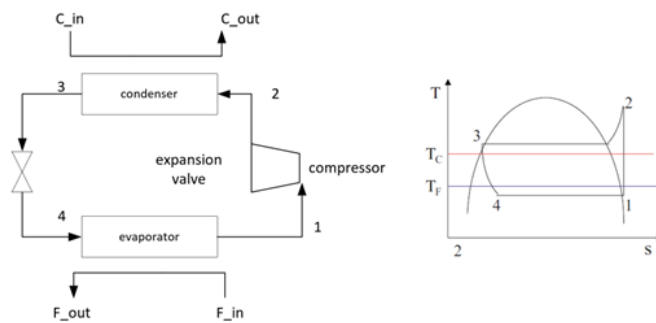 C_in
C_out
3
condenser
2
expansion
valve
compressor
4
evaporator
1
F_out
F_in
T
2
3
T_C
T_F
4
1
2
s